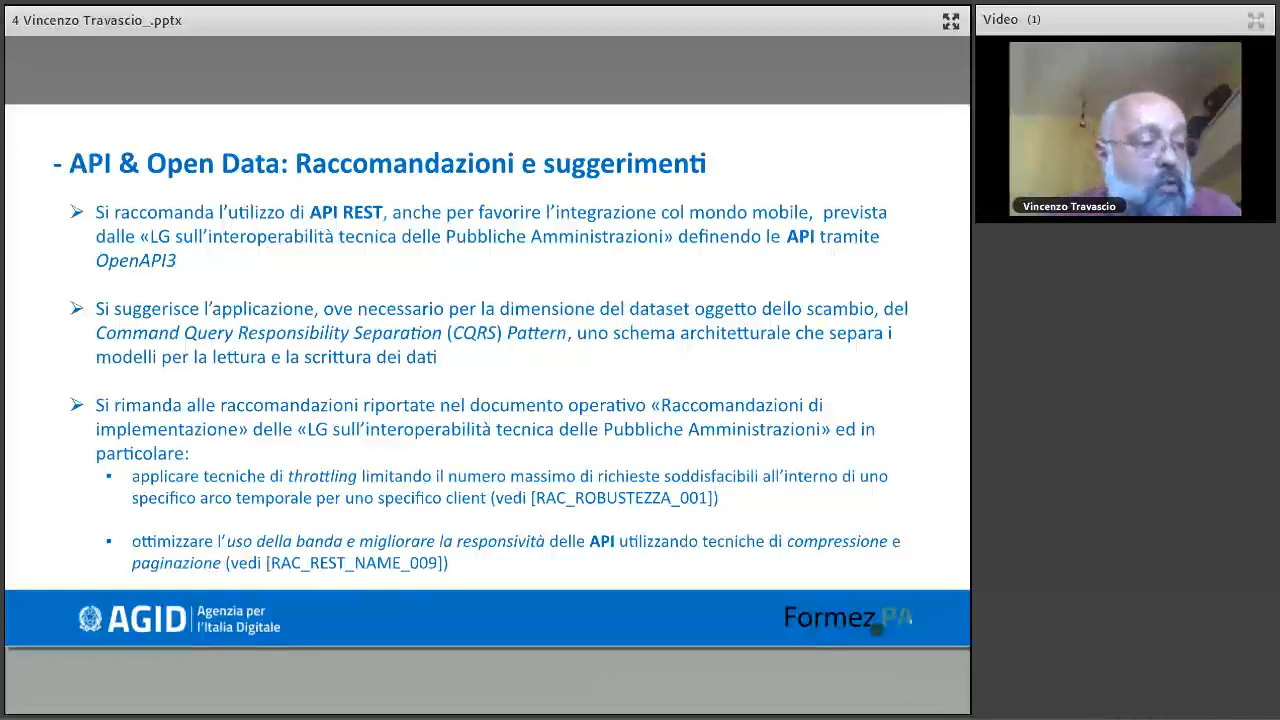 4 Vincenzo Travascio_.pptx
Video (1)
Vincenzo Travascio
- API & Open Data: Raccomandazioni e suggerimenti
Si raccomanda l’utilizzo di API REST, anche per favorire l’integrazione col mondo mobile, prevista
dalle «LG sull’interoperabilità tecnica delle Pubbliche Amministrazioni» definendo le API tramite
OpenAPI3
Si suggerisce l’applicazione, ove necessario per la dimensione del dataset oggetto dello scambio, del
Command Query Responsibility Separation (CQRS) Pattern, uno schema architetturale che separa i
modelli per la lettura e la scrittura dei dati
Si rimanda alle raccomandazioni riportate nel documento operativo «Raccomandazioni di
implementazione» delle «LG sull’interoperabilità tecnica delle Pubbliche Amministrazioni» ed in
particolare:
applicare tecniche di throttling limitando il numero massimo di richieste soddisfacibili all’interno di uno
specifico arco temporale per uno specifico client (vedi [RAC_ROBUSTEZZA_001])
ottimizzare l’uso della banda e migliorare la responsività delle API utilizzando tecniche di compressione e
paginazione (vedi [RAC_REST_NAME_009])
AGID
Agenzia per
l’Italia Digitale
Formez PA